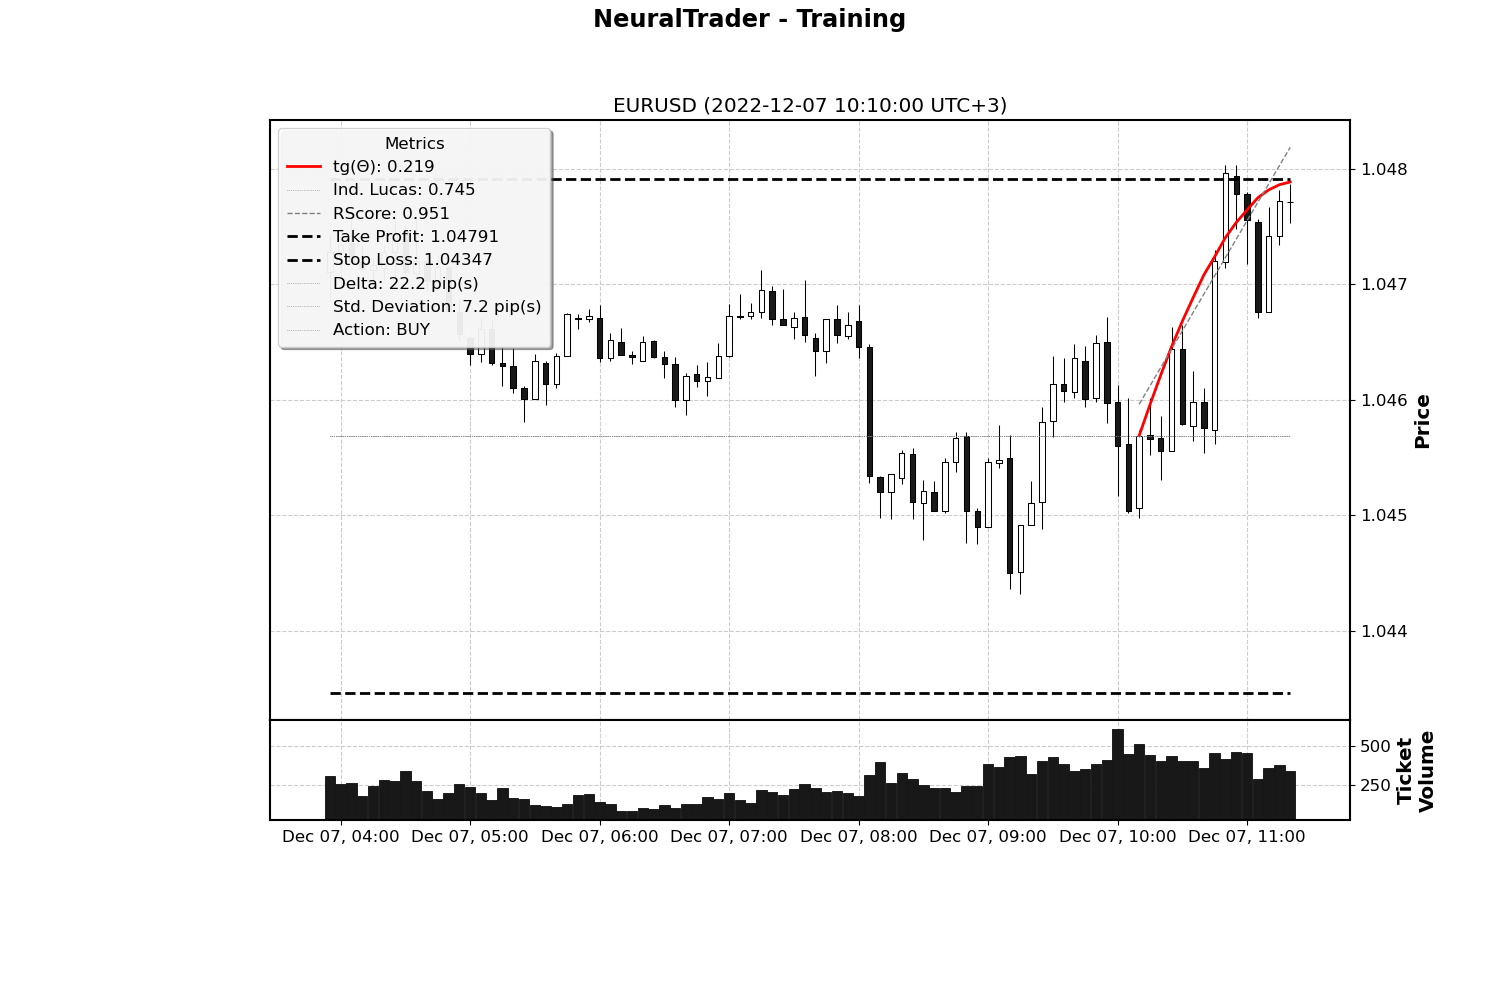 NeuralTrader - Training
EURUSD (2022-12-07 10:10:00 UTC+3)
Metrics
tg(Θ): 0.219
Ind. Lucas: 0.745
RScore: 0.951
Take Profit: 1.04791
Stop Loss: 1.04347
Delta: 22.2 pip(s)
Std. Deviation: 7.2 pip(s)
Action: BUY
1.048
1.047
1.046
1.045
1.044
Price
500
250
Ticket
Volume
Dec 07, 04:00
Dec 07, 05:00
Dec 07, 06:00
Dec 07, 07:00
Dec 07, 08:00
Dec 07, 09:00
Dec 07, 10:00
Dec 07, 11:00